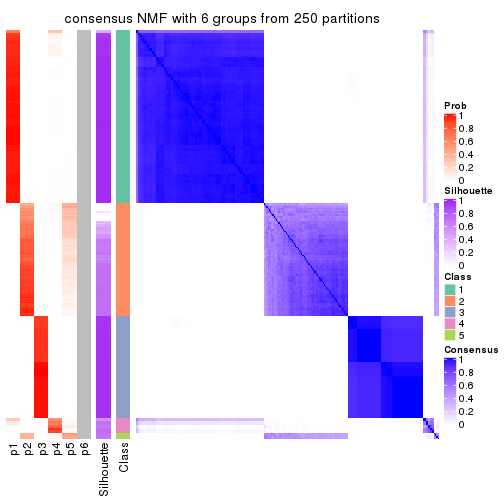 consensus NMF with 6 groups from 250 partitions
Prob
1
0.8
0.6
0.4
0.2
0
Silhouette
1
0.8
0.6
0.4
0.2
0
Class
1
2
3
4
5
Consensus
1
0.8
0.6
0.4
0.2
0
p1
p2
p3
p4
p5
p6
Silhouette
Class